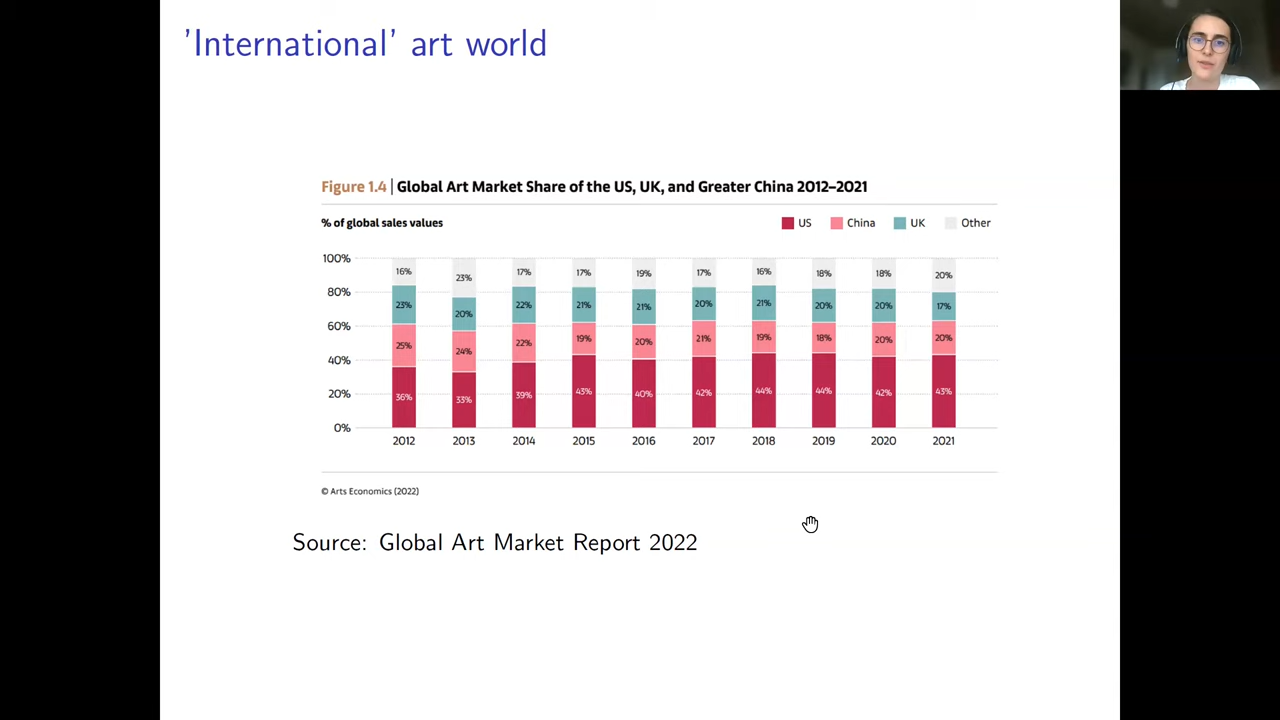 'International' art world
Figure 1.4 | Global Art Market Share of the US, UK, and Greater China 2012–2021
% of global sales values
US China UK Other
100%
80%
60%
40%
20%
0%
16% 23% 17% 17% 19% 17% 16% 18% 18% 20%
23% 20% 22% 21% 21% 20% 21% 20% 20% 17%
25% 24% 22% 19% 20% 21% 19% 18% 20% 20%
36% 33% 39% 43% 40% 42% 44% 44% 42% 43%
2012 2013 2014 2015 2016 2017 2018 2019 2020 2021
© Arts Economics (2022)
Source: Global Art Market Report 2022